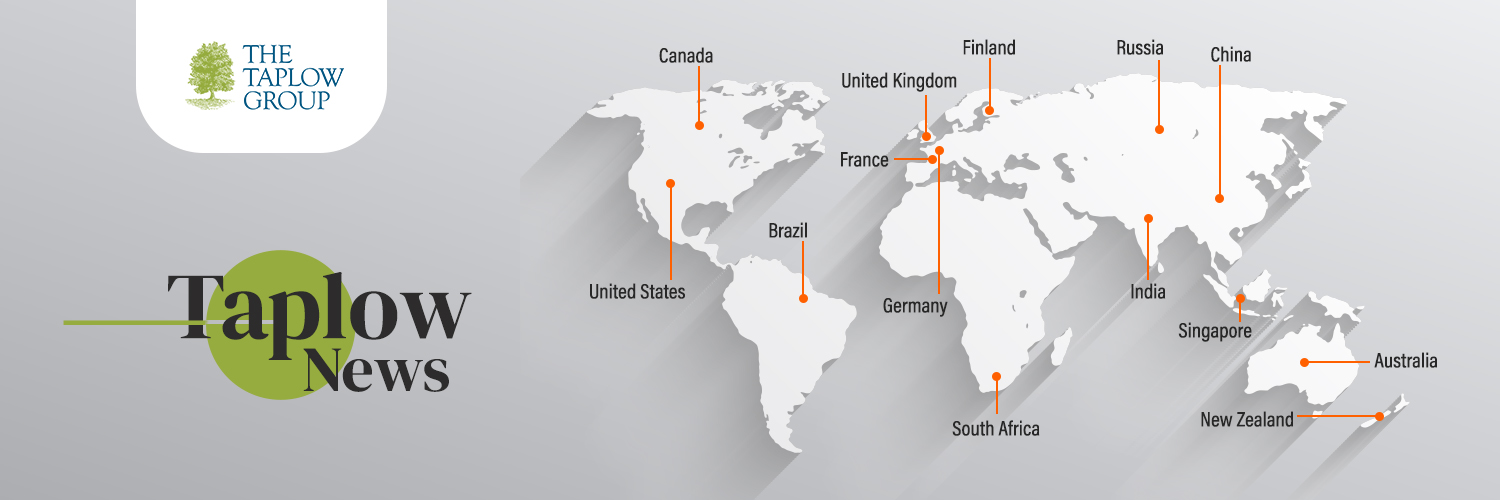 THE
TAPLOW
GROUP
Taplow
News
Canada
United Kingdom
Finland
Russia
China
France
Brazil
United States
Germany
India
Singapore
Australia
New Zealand
South Africa